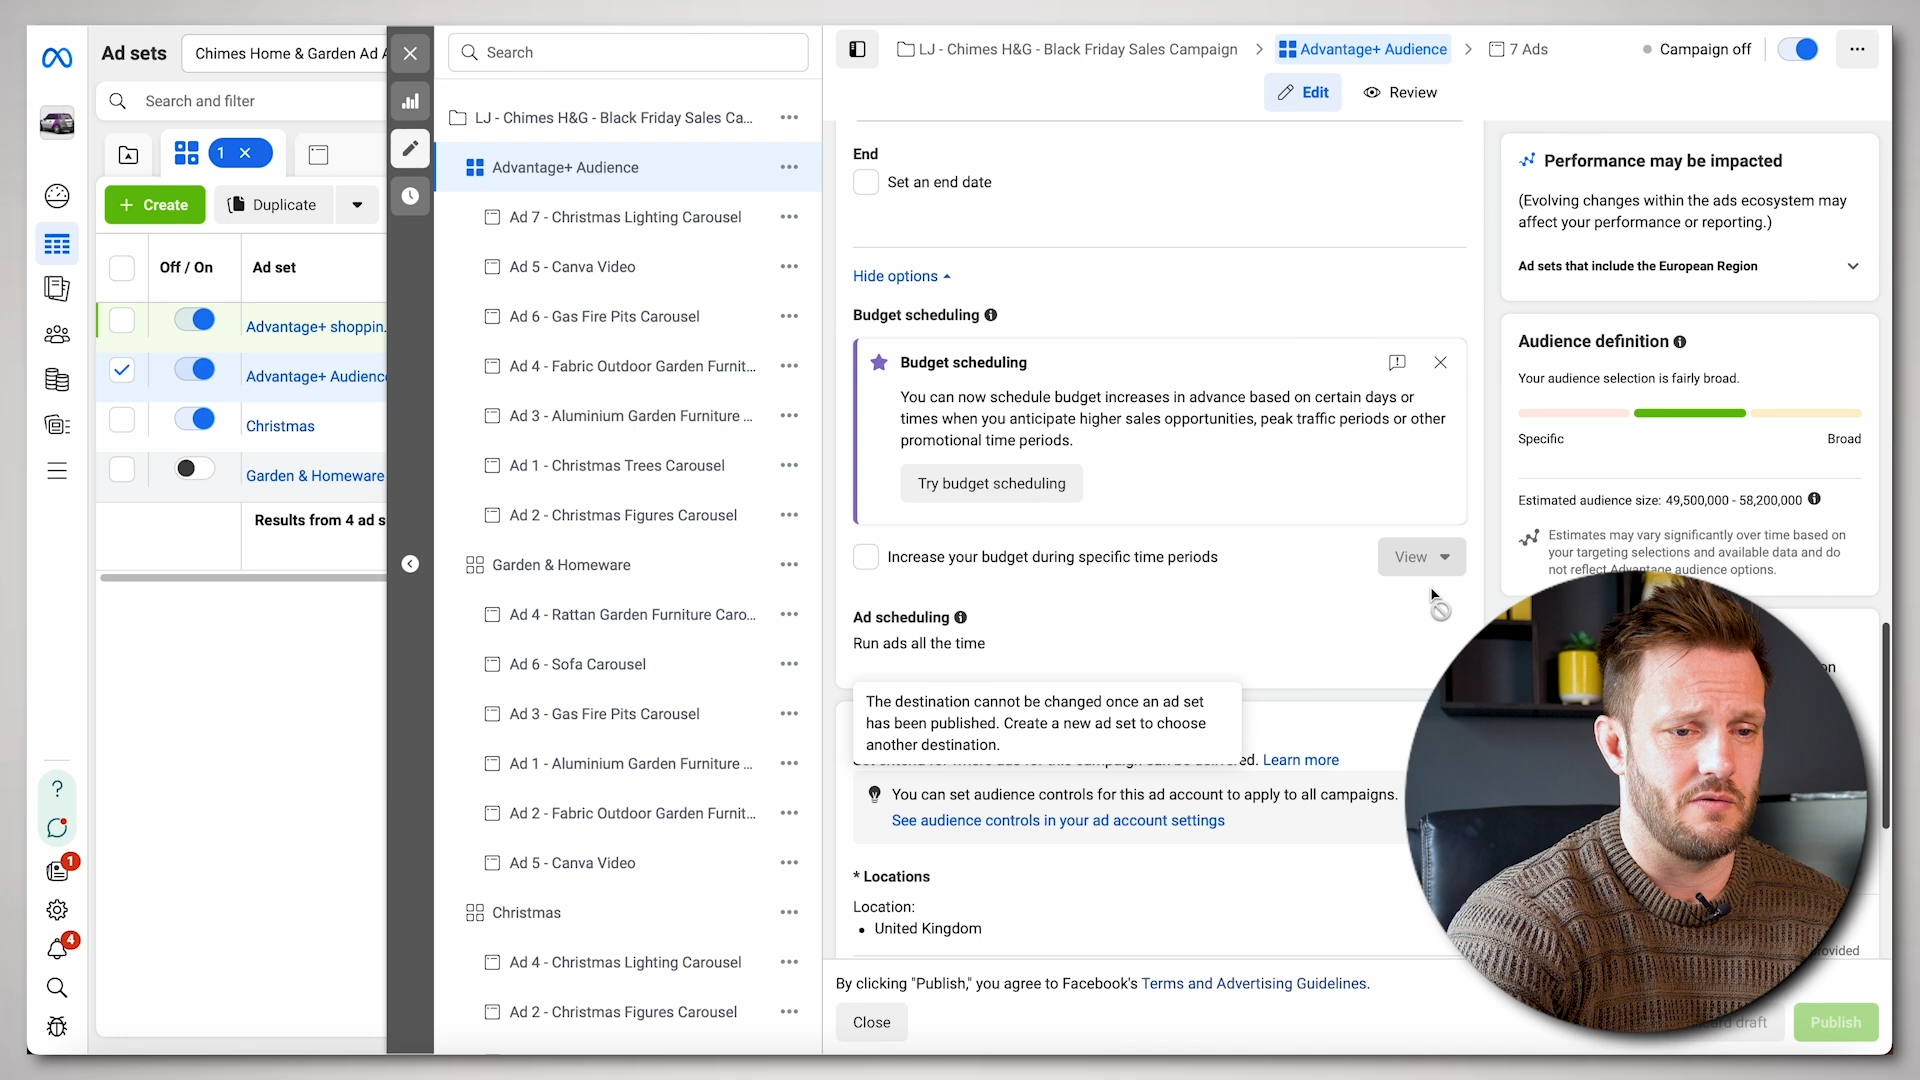 Ad sets
Chimes Home & Garden Ad A
Search and filter
1
Create
Duplicate
Off / On
Ad set
Advantage+ shoppin.
Advantage+ Audience
Christmas
Garden & Homeware
Results from 4 ad s
?
1
4
Search
LJ - Chimes H&G - Black Friday Sales Ca...
Advantage+ Audience
Ad 7 - Christmas Lighting Carousel
Ad 5 - Canva Video
Ad 6 - Gas Fire Pits Carousel
Ad 4 - Fabric Outdoor Garden Furnit...
Ad 3 - Aluminium Garden Furniture ...
Ad 1 - Christmas Trees Carousel
Ad 2 - Christmas Figures Carousel
Garden & Homeware
Ad 4 - Rattan Garden Furniture Caro...
Ad 6 - Sofa Carousel
Ad 3 - Gas Fire Pits Carousel
Ad 1 - Aluminium Garden Furniture ...
Ad 2 - Fabric Outdoor Garden Furnit...
Ad 5 - Canva Video
Christmas
Ad 4 - Christmas Lighting Carousel
Ad 2 - Christmas Figures Carousel
LJ - Chimes H&G - Black Friday Sales Campaign
Advantage+ Audience
7 Ads
Campaign off
Edit
Review
End
Set an end date
Hide options
Budget scheduling
Budget scheduling
You can now schedule budget increases in advance based on certain days or
times when you anticipate higher sales opportunities, peak traffic periods or other
promotional time periods.
Try budget scheduling
Increase your budget during specific time periods
View
Ad scheduling
Run ads all the time
The destination cannot be changed once an ad set
has been published. Create a new ad set to choose
another destination.
Learn more
You can set audience controls for this ad account to apply to all campaigns.
See audience controls in your ad account settings
* Locations
Location:
United Kingdom
By clicking "Publish," you agree to Facebook's Terms and Advertising Guidelines.
Close
draft
Publish
Performance may be impacted
(Evolving changes within the ads ecosystem may
affect your performance or reporting.)
Ad sets that include the European Region
Audience definition
Your audience selection is fairly broad.
Specific
Broad
Estimated audience size: 49,500,000 - 58,200,000
Estimates may vary significantly over time based on
your targeting selections and available data and do
not reflect Advantage audience options.